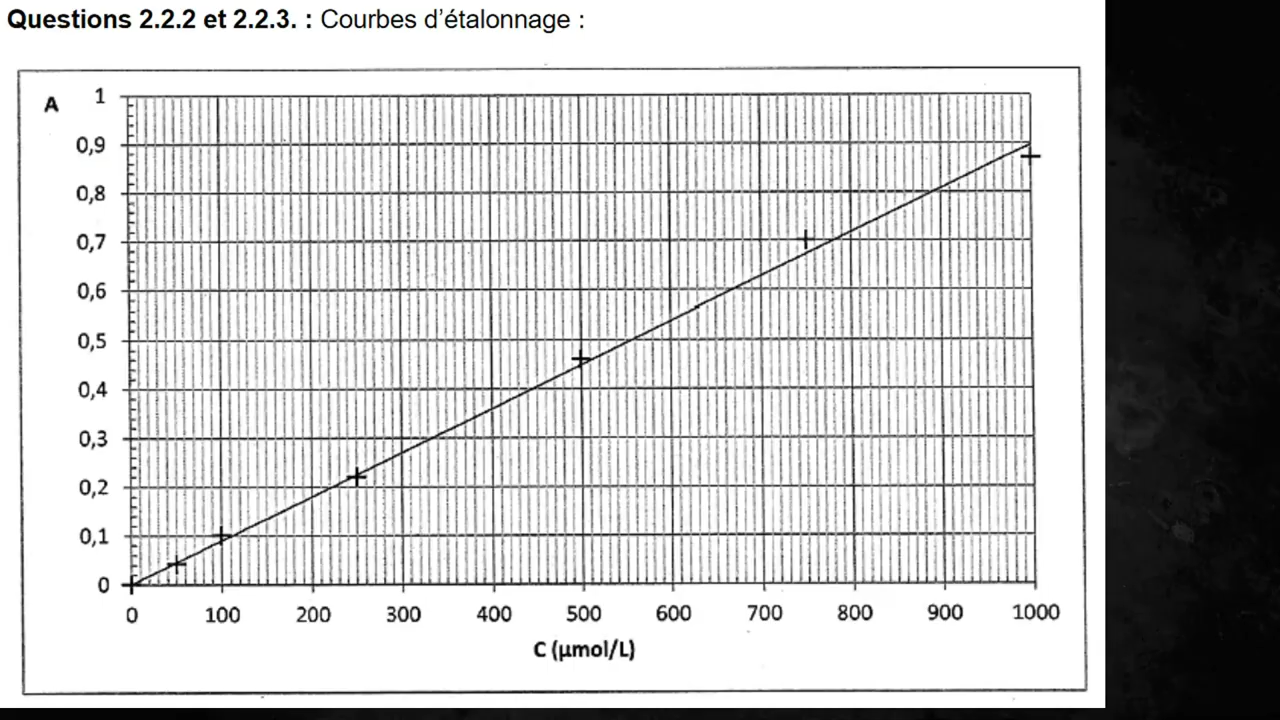 Questions 2.2.2 et 2.2.3. : Courbes d’étalonnage :
A
1
0,9
0,8
0,7
0,6
0,5
0,4
0,3
0,2
0,1
0
0 100 200 300 400 500 600 700 800 900 1000
C (µmol/L)